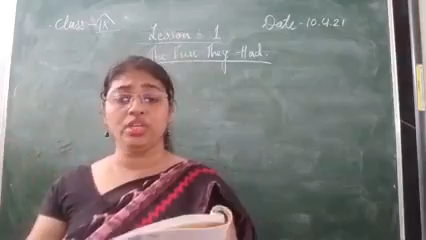 Class - IX
Date - 10.4.21
Lesson = 1
The Fun They Had.